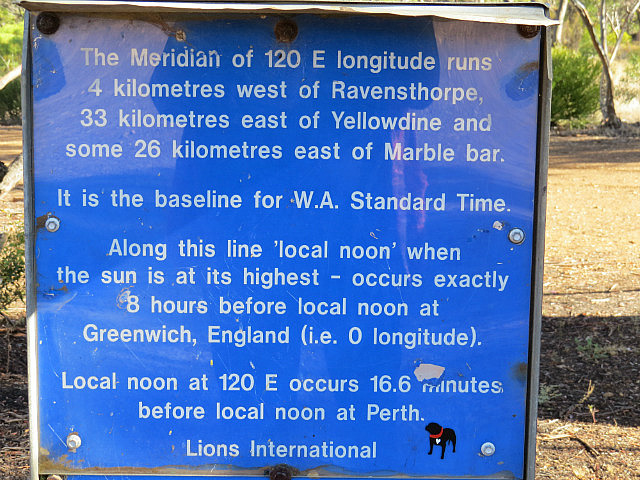 The Meridian of 120 E longitude runs
4 kilometres west of Ravensthorpe,
33 kilometres east of Yellowdine and
some 26 kilometres east of Marble bar.
It is the baseline for W.A. Standard Time.
Along this line 'local noon' when
the sun is at its highest - occurs exactly
8 hours before local noon at
Greenwich, England (i.e. 0 longitude).
Local noon at 120 E occurs 16.6 minutes
before local noon at Perth.
Lions International